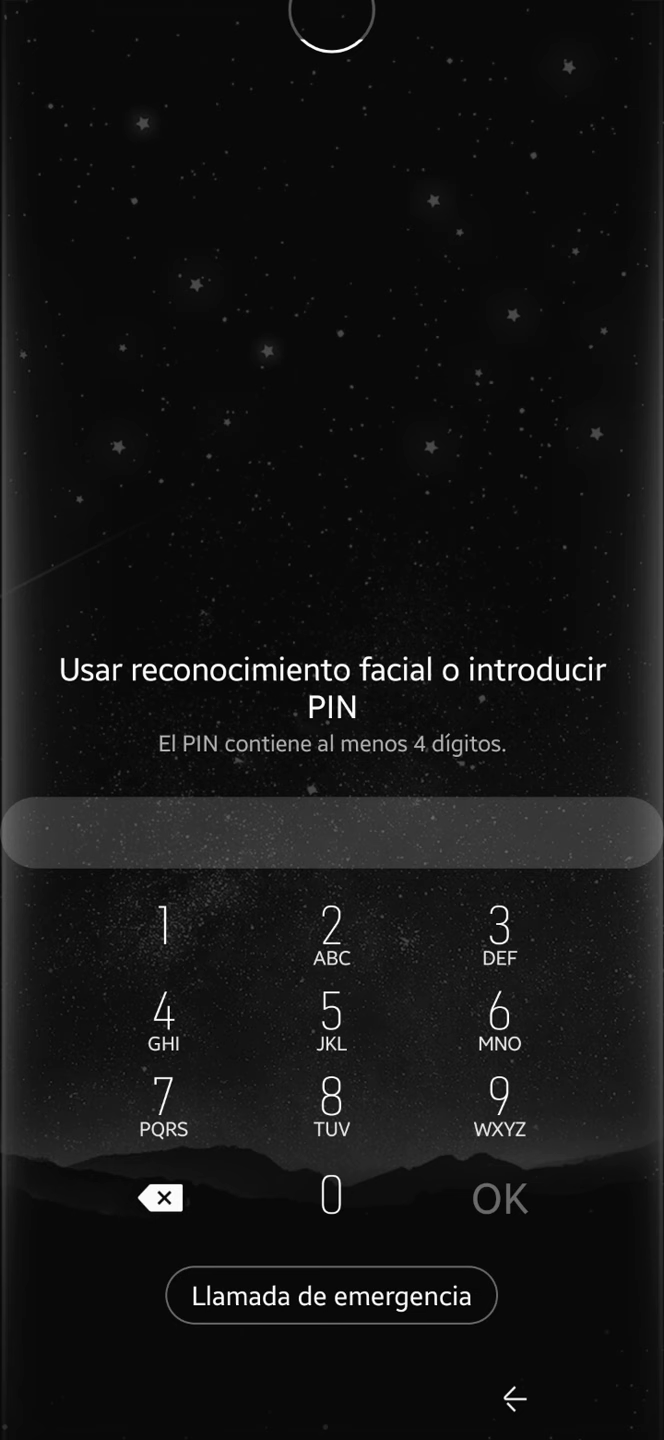 Usar reconocimiento facial o introducir
PIN
El PIN contiene al menos 4 dígitos.
1
2
ABC
3
DEF
4
GHI
5
JKL
6
MNO
7
PQRS
8
TUV
9
WXYZ
0
OK
Llamada de emergencia